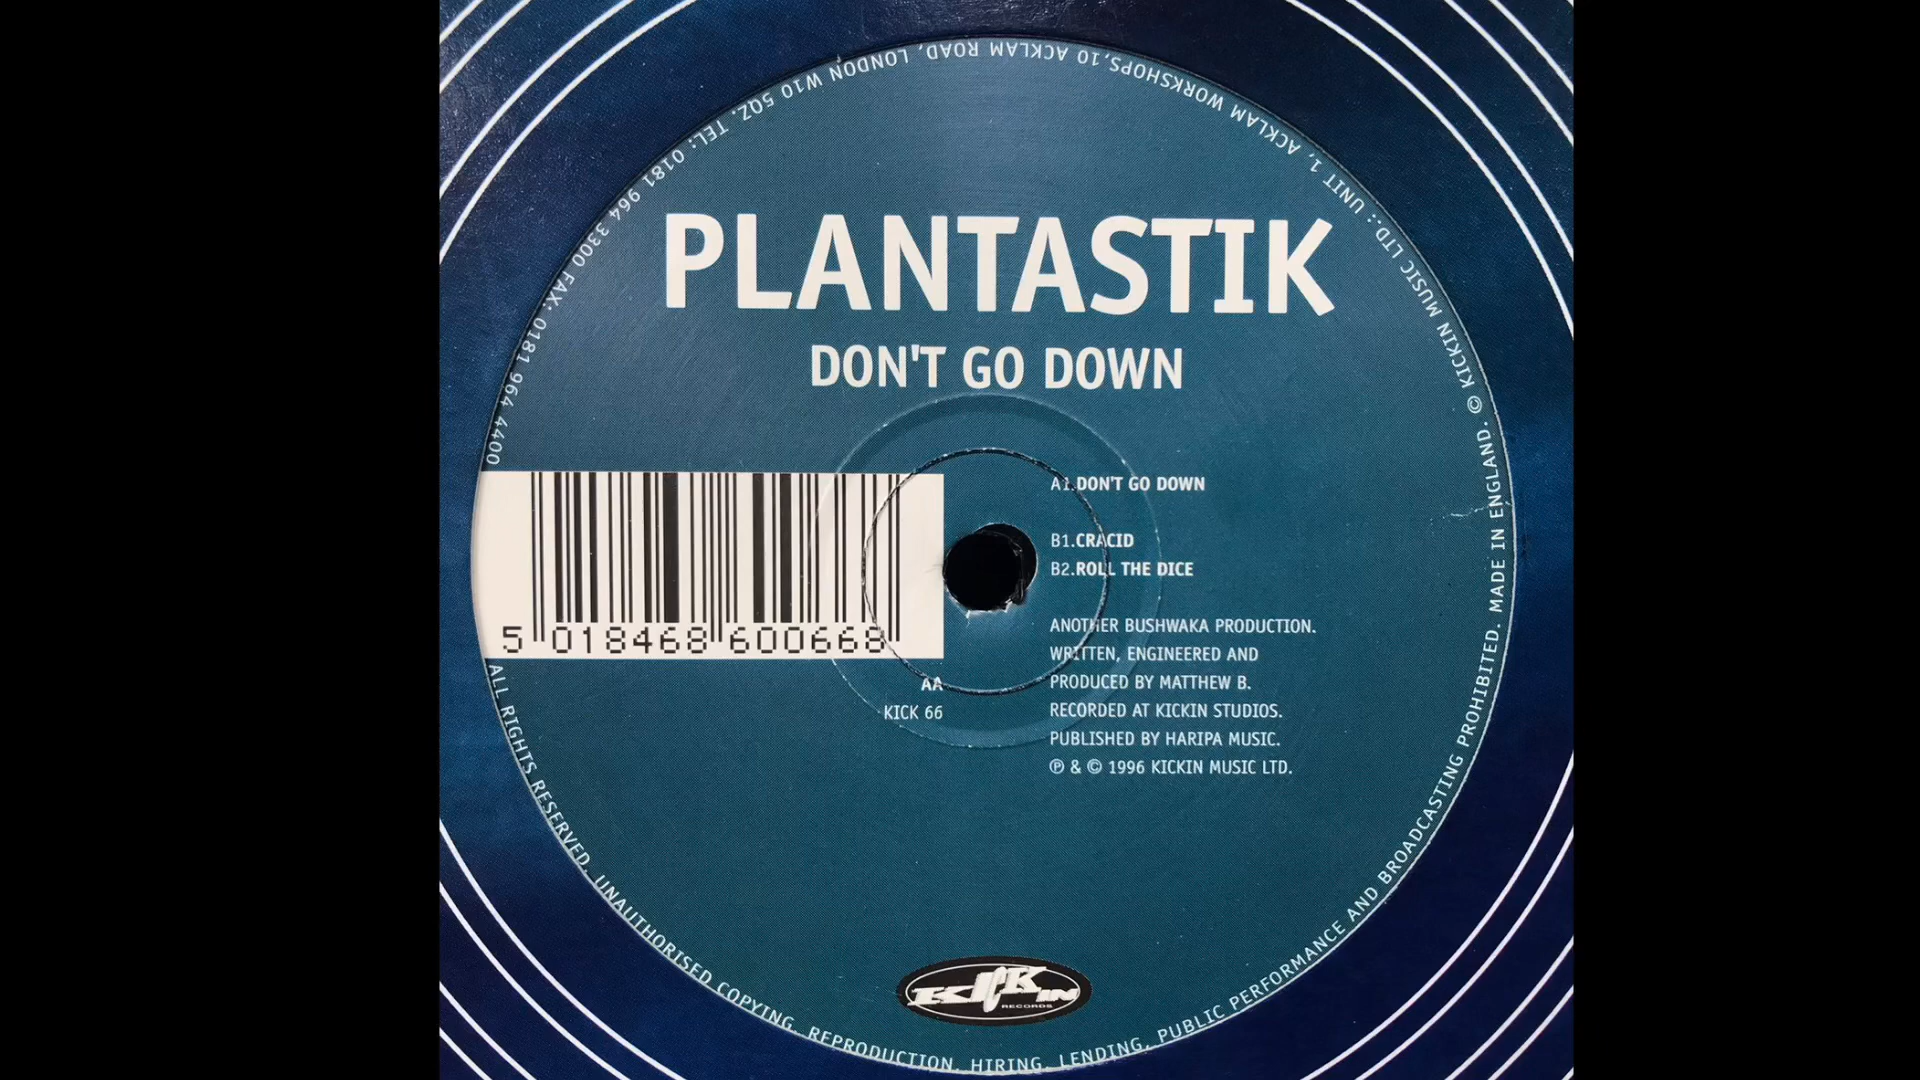 PLANTASTIK
DON'T GO DOWN
A1.DON'T GO DOWN
B1.CRACID
B2.ROLL THE DICE
ANOTHER BUSHWAKA PRODUCTION.
WRITTEN, ENGINEERED AND
PRODUCED BY MATTHEW B.
RECORDED AT KICKIN STUDIOS.
PUBLISHED BY HARIPA MUSIC.
℗ & © 1996 KICKIN MUSIC LTD.
5 018468 600668
AA
KICK 66
KICKIN
RECORDS
ALL RIGHTS RESERVED. UNAUTHORISED COPYING, REPRODUCTION, HIRING, LENDING, PUBLIC PERFORMANCE AND BROADCASTING PROHIBITED. MADE IN ENGLAND. © KICKIN MUSIC LTD.: UNIT 1, ACKLAM WORKSHOPS,10 ACKLAM ROAD, LONDON W10 5QZ. TEL: 0181 964 3300 FAX: 0181 964 4400